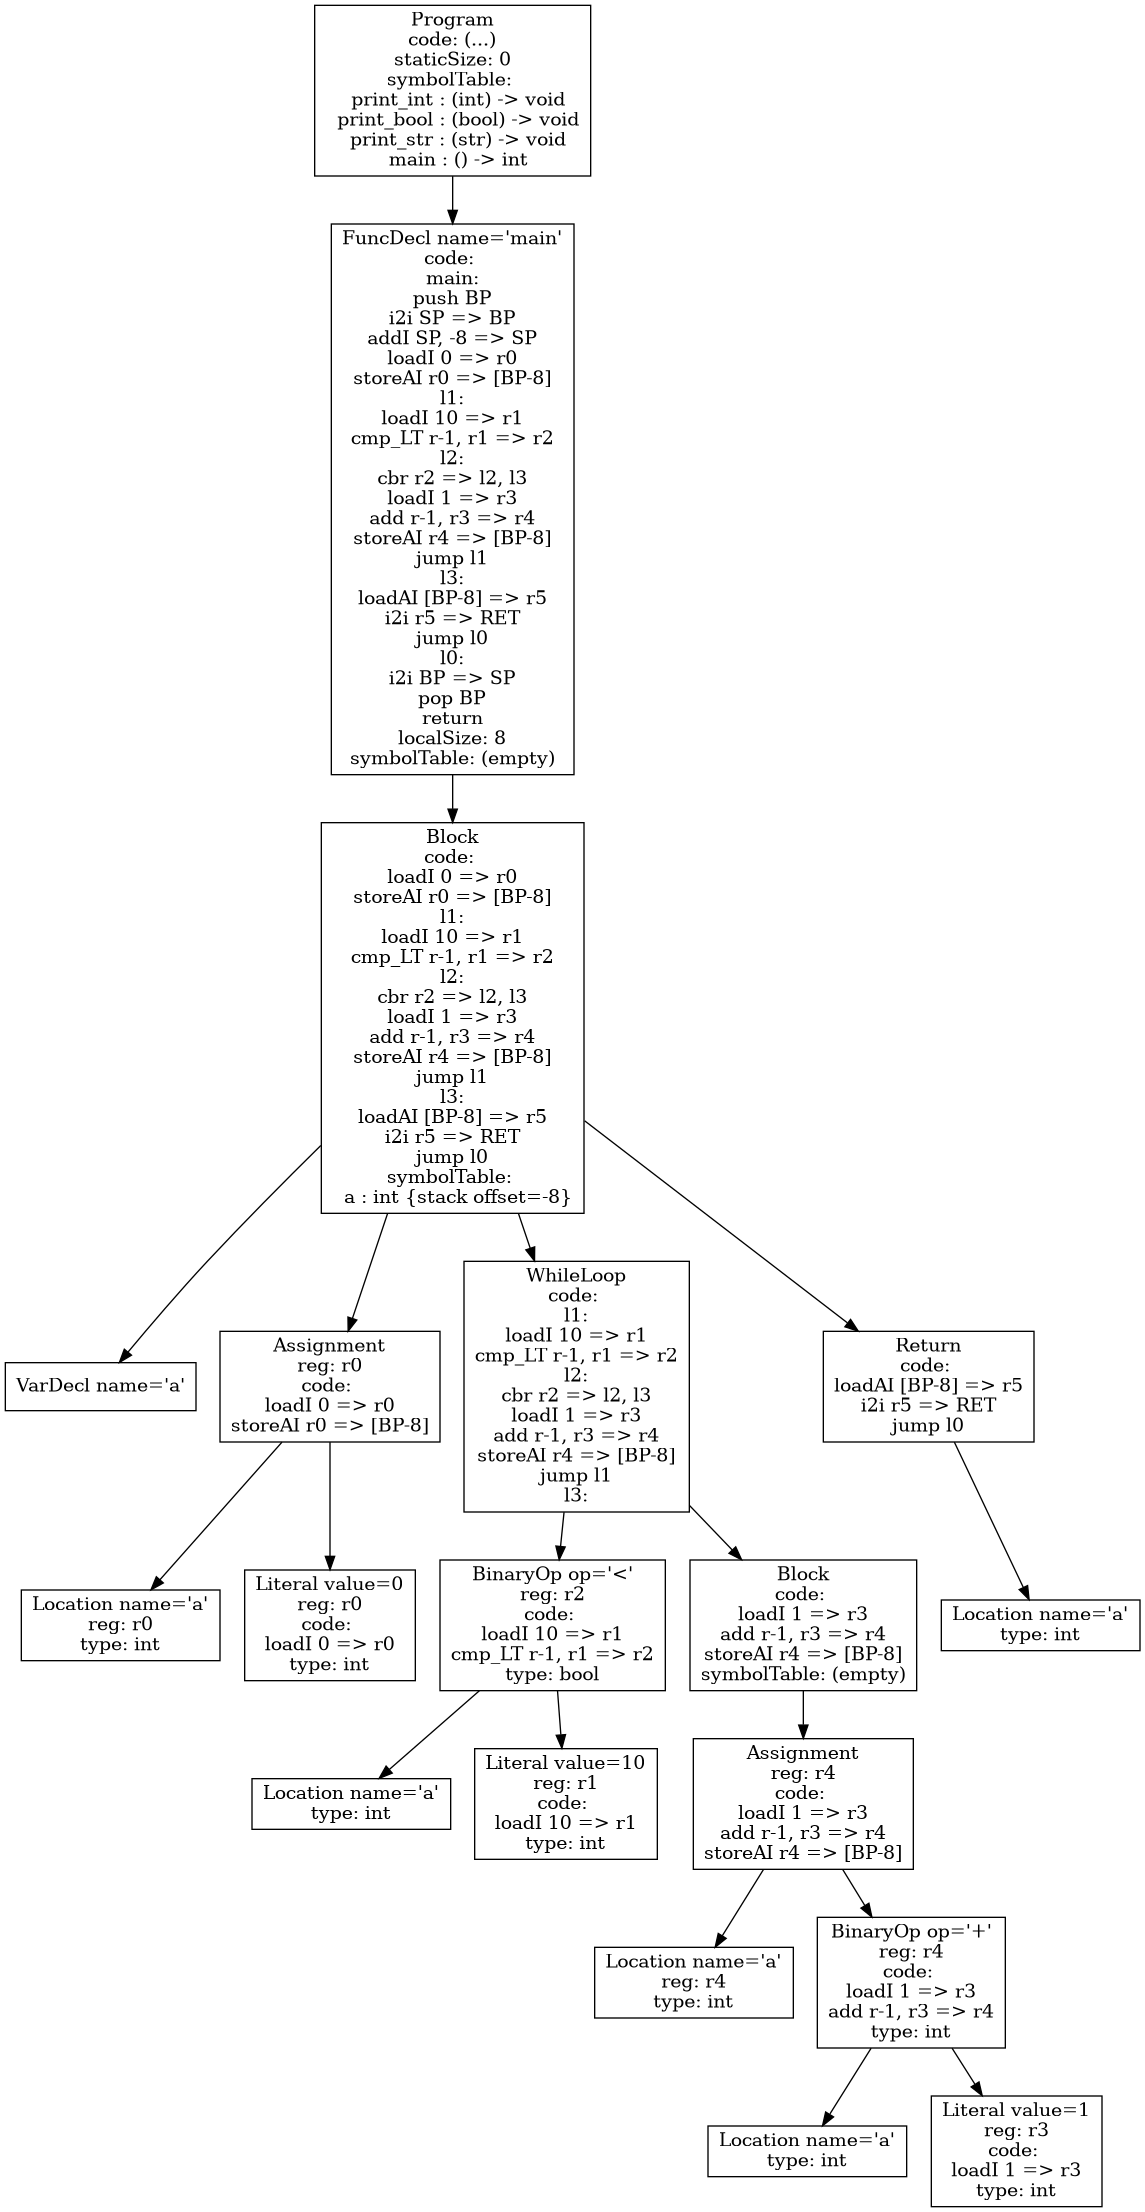 Program
code: (...)
staticSize: 0
symbolTable:
print_int : (int) -> void
print_bool : (bool) -> void
print_str : (str) -> void
main : () -> int
FuncDecl name='main'
code:
main:
push BP
i2i SP => BP
addI SP, -8 => SP
loadI 0 => r0
storeAI r0 => [BP-8]
l1:
loadI 10 => r1
cmp_LT r-1, r1 => r2
l2:
cbr r2 => l2, l3
loadI 1 => r3
add r-1, r3 => r4
storeAI r4 => [BP-8]
jump l1
l3:
loadAI [BP-8] => r5
i2i r5 => RET
jump l0
l0:
i2i BP => SP
pop BP
return
localSize: 8
symbolTable: (empty)
Block
code:
loadI 0 => r0
storeAI r0 => [BP-8]
l1:
loadI 10 => r1
cmp_LT r-1, r1 => r2
l2:
cbr r2 => l2, l3
loadI 1 => r3
add r-1, r3 => r4
storeAI r4 => [BP-8]
jump l1
l3:
loadAI [BP-8] => r5
i2i r5 => RET
jump l0
symbolTable:
a : int {stack offset=-8}
VarDecl name='a'
Assignment
reg: r0
code:
loadI 0 => r0
storeAI r0 => [BP-8]
WhileLoop
code:
l1:
loadI 10 => r1
cmp_LT r-1, r1 => r2
l2:
cbr r2 => l2, l3
loadI 1 => r3
add r-1, r3 => r4
storeAI r4 => [BP-8]
jump l1
l3:
Return
code:
loadAI [BP-8] => r5
i2i r5 => RET
jump l0
Location name='a'
reg: r0
type: int
Literal value=0
reg: r0
code:
loadI 0 => r0
type: int
BinaryOp op='<'
reg: r2
code:
loadI 10 => r1
cmp_LT r-1, r1 => r2
type: bool
Block
code:
loadI 1 => r3
add r-1, r3 => r4
storeAI r4 => [BP-8]
symbolTable: (empty)
Location name='a'
type: int
Location name='a'
type: int
Literal value=10
reg: r1
code:
loadI 10 => r1
type: int
Assignment
reg: r4
code:
loadI 1 => r3
add r-1, r3 => r4
storeAI r4 => [BP-8]
Location name='a'
reg: r4
type: int
BinaryOp op='+'
reg: r4
code:
loadI 1 => r3
add r-1, r3 => r4
type: int
Location name='a'
type: int
Literal value=1
reg: r3
code:
loadI 1 => r3
type: int